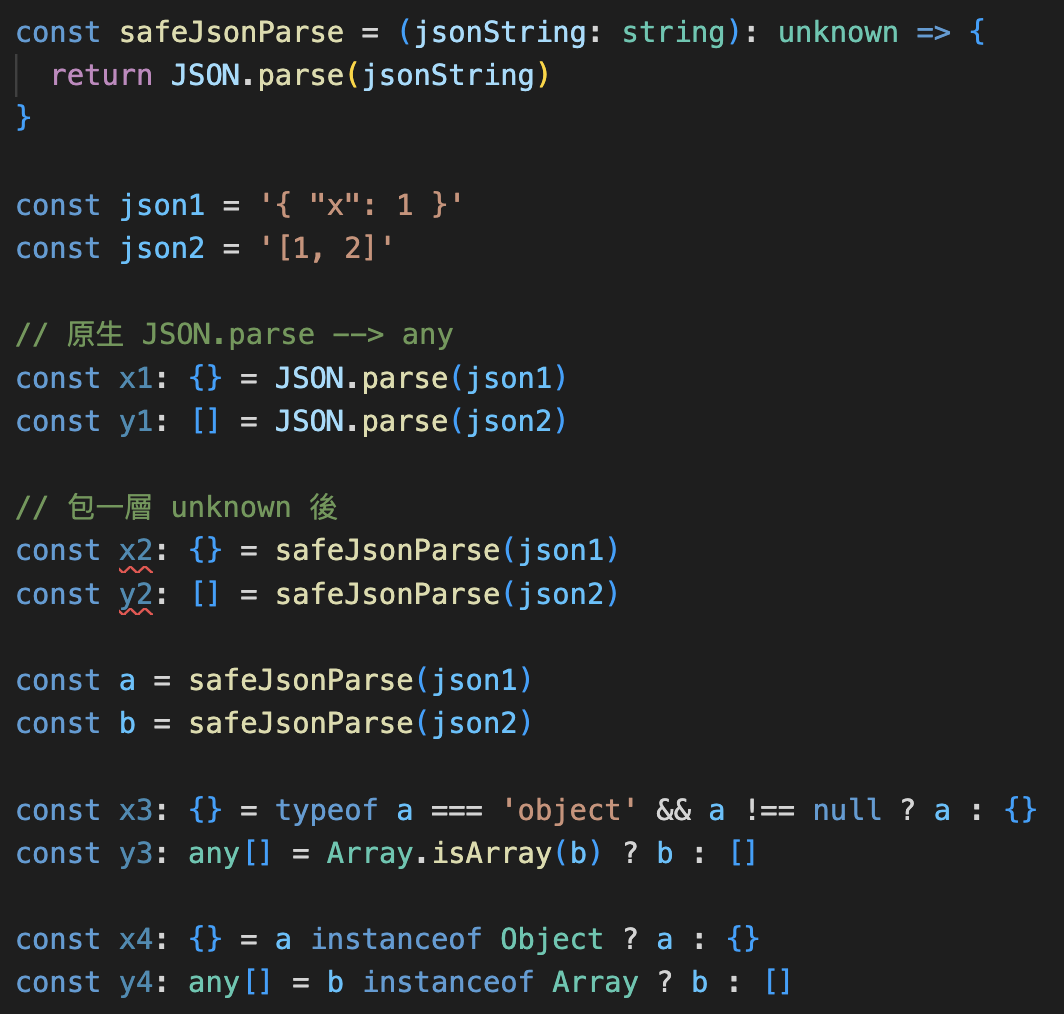 const safeJsonParse = (jsonString: string): unknown => {
  return JSON.parse(jsonString)
}
const json1 = '{ "x": 1 }'
const json2 = '[1, 2]'
// 原生 JSON.parse --> any
const x1: {} = JSON.parse(json1)
const y1: [] = JSON.parse(json2)
// 包一層 unknown 後
const x2: {} = safeJsonParse(json1)
const y2: [] = safeJsonParse(json2)
const a = safeJsonParse(json1)
const b = safeJsonParse(json2)
const x3: {} = typeof a === 'object' && a !== null ? a : {}
const y3: any[] = Array.isArray(b) ? b : []
const x4: {} = a instanceof Object ? a : {}
const y4: any[] = b instanceof Array ? b : []